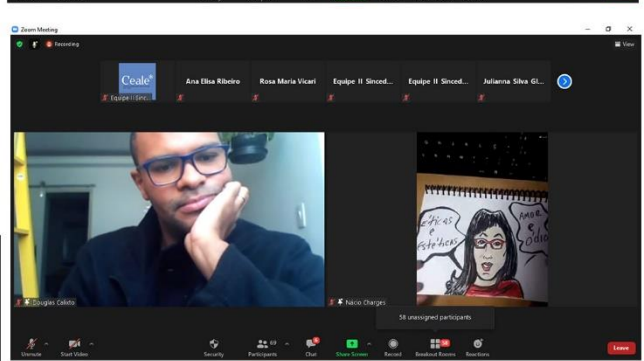 Zoom Meeting
Recording
View
Ceale®
Ana Elisa Ribeiro
Rosa Maria Vicari
Equipe II Sinced...
Equipe II Sinced...
Julianna Silva Gl...
Equipe II Sinc...
éticas
e
estéticas
AMOR
e
ódio
Douglas Calixto
Nácio Charges
58 unassigned participants
Unmute
Start Video
Security
Participants
Chat
Share Screen
Record
Breakout Rooms
Reactions
Leave